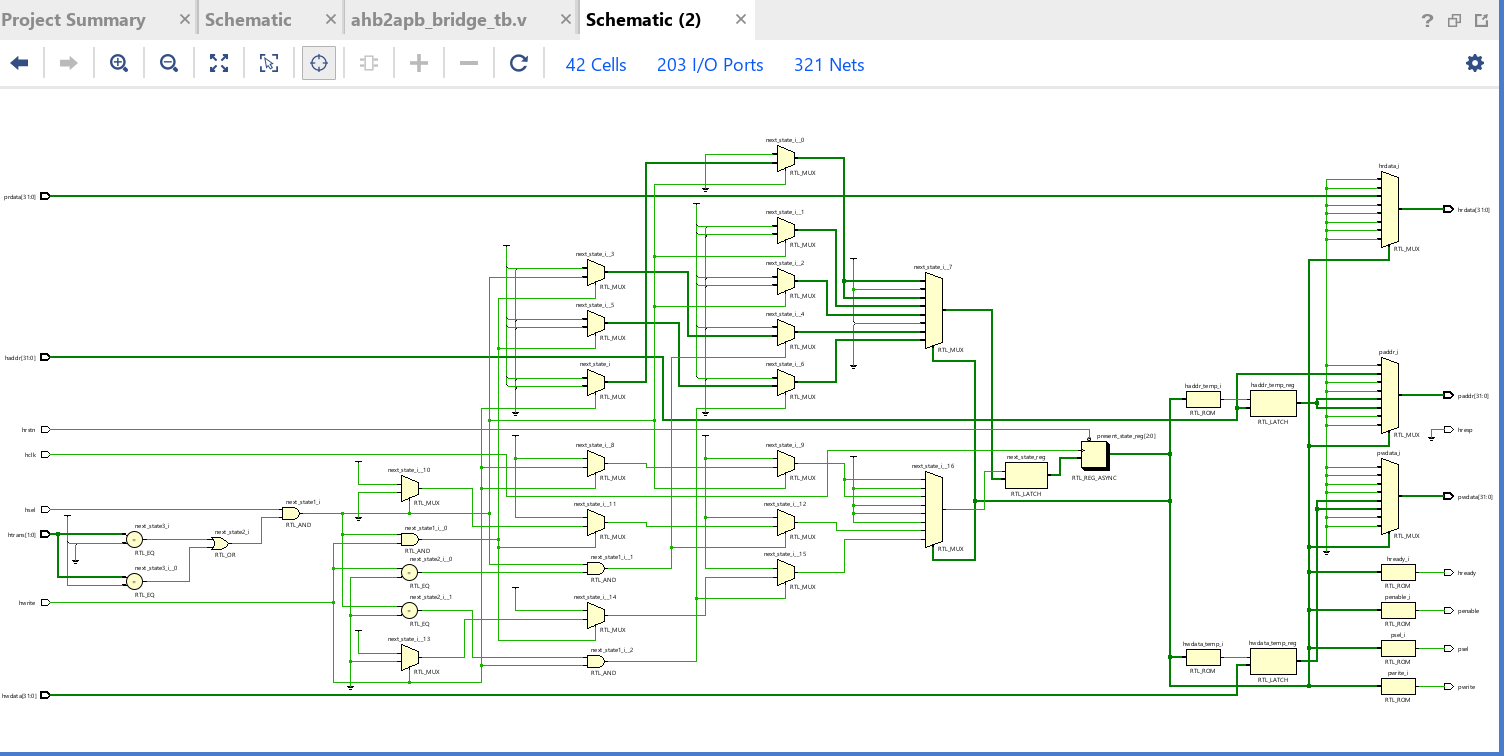 Project Summary
Schematic
ahb2apb_bridge_tb.v
Schematic (2)
42 Cells
203 I/O Ports
321 Nets
next_state_i__0
RTL_MUX
hrdata_i
RTL_MUX
prdata[31:0]
hrdata[31:0]
next_state_i__1
RTL_MUX
next_state_i__3
RTL_MUX
next_state_i__2
RTL_MUX
next_state_i__7
RTL_MUX
next_state_i__5
RTL_MUX
next_state_i__4
RTL_MUX
haddr[31:0]
next_state_i
RTL_MUX
next_state_i__6
RTL_MUX
paddr_i
RTL_MUX
haddr_temp_i
RTL_ROM
haddr_temp_reg
RTL_LATCH
paddr[31:0]
hrstn
hresp
present_state_reg[2:0]
RTL_REG_ASYNC
hclk
next_state_i__8
RTL_MUX
next_state_i__9
RTL_MUX
next_state_reg
RTL_LATCH
pwdata_i
RTL_MUX
next_state_i__10
RTL_MUX
next_state_i__16
RTL_MUX
pwdata[31:0]
hsel
next_state1_i
RTL_AND
next_state_i__11
RTL_MUX
next_state_i__12
RTL_MUX
htrans[1:0]
next_state3_i
RTL_EQ
next_state2_i
RTL_OR
next_state1_i__0
RTL_AND
next_state3_i__0
RTL_EQ
next_state2_i__0
RTL_EQ
next_state1_i__1
RTL_AND
next_state_i__15
RTL_MUX
hready_i
RTL_ROM
hready
hwrite
next_state2_i__1
RTL_EQ
next_state_i__14
RTL_MUX
penable_i
RTL_ROM
penable
next_state_i__13
RTL_MUX
next_state1_i__2
RTL_AND
hwdata_temp_i
RTL_ROM
hwdata_temp_reg
RTL_LATCH
psel_i
RTL_ROM
psel
hwdata[31:0]
pwrite_i
RTL_ROM
pwrite